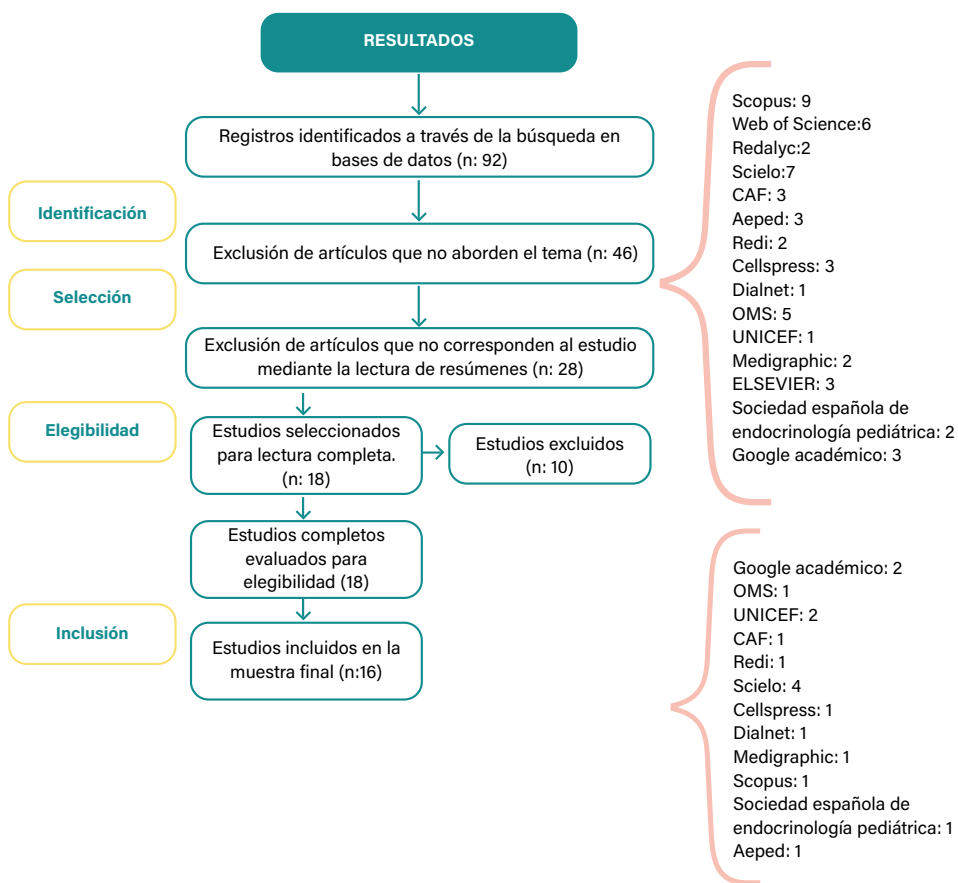 RESULTADOS
Registros identificados a través de la búsqueda en
bases de datos (n: 92)
Identificación
Exclusión de artículos que no aborden el tema (n: 46)
Selección
Exclusión de artículos que no corresponden al estudio
mediante la lectura de resúmenes (n: 28)
Elegibilidad
Estudios seleccionados
para lectura completa.
(n: 18)
Estudios excluidos
(n: 10)
Estudios completos
evaluados para
elegibilidad (18)
Inclusión
Estudios incluidos en la
muestra final (n:16)
Scopus: 9
Web of Science:6
Redalyc:2
Scielo:7
CAF: 3
Aeped: 3
Redi: 2
Cellspress: 3
Dialnet: 1
OMS: 5
UNICEF: 1
Medigraphic: 2
ELSEVIER: 3
Sociedad española de
endocrinología pediátrica: 2
Google académico: 3
Google académico: 2
OMS: 1
UNICEF: 2
CAF: 1
Redi: 1
Scielo: 4
Cellspress: 1
Dialnet: 1
Medigraphic: 1
Scopus: 1
Sociedad española de
endocrinología pediátrica: 1
Aeped: 1